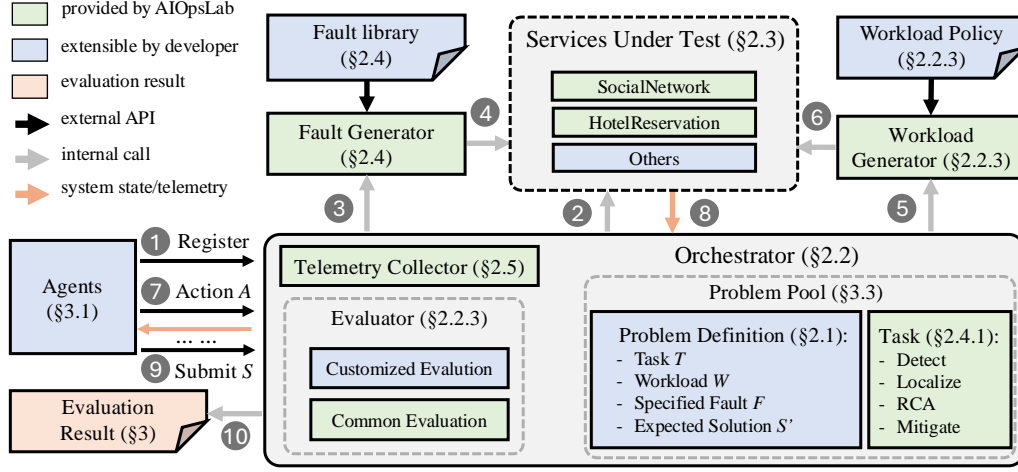 provided by AIOpsLab
extensible by developer
evaluation result
external API
internal call
system state/telemetry
Fault library
(§2.4)
Fault Generator
(§2.4)
4
3
Services Under Test (§2.3)
SocialNetwork
HotelReservation
Others
2
8
Workload Policy
(§2.2.3)
6
Workload
Generator (§2.2.3)
5
Agents
(§3.1)
1 Register
7 Action A
... ...
9 Submit S
Evaluation
Result (§3)
10
Orchestrator (§2.2)
Telemetry Collector (§2.5)
Evaluator (§2.2.3)
Customized Evalution
Common Evaluation
Problem Pool (§3.3)
Problem Definition (§2.1):
- Task T
- Workload W
- Specified Fault F
- Expected Solution S’
Task (§2.4.1):
- Detect
- Localize
- RCA
- Mitigate